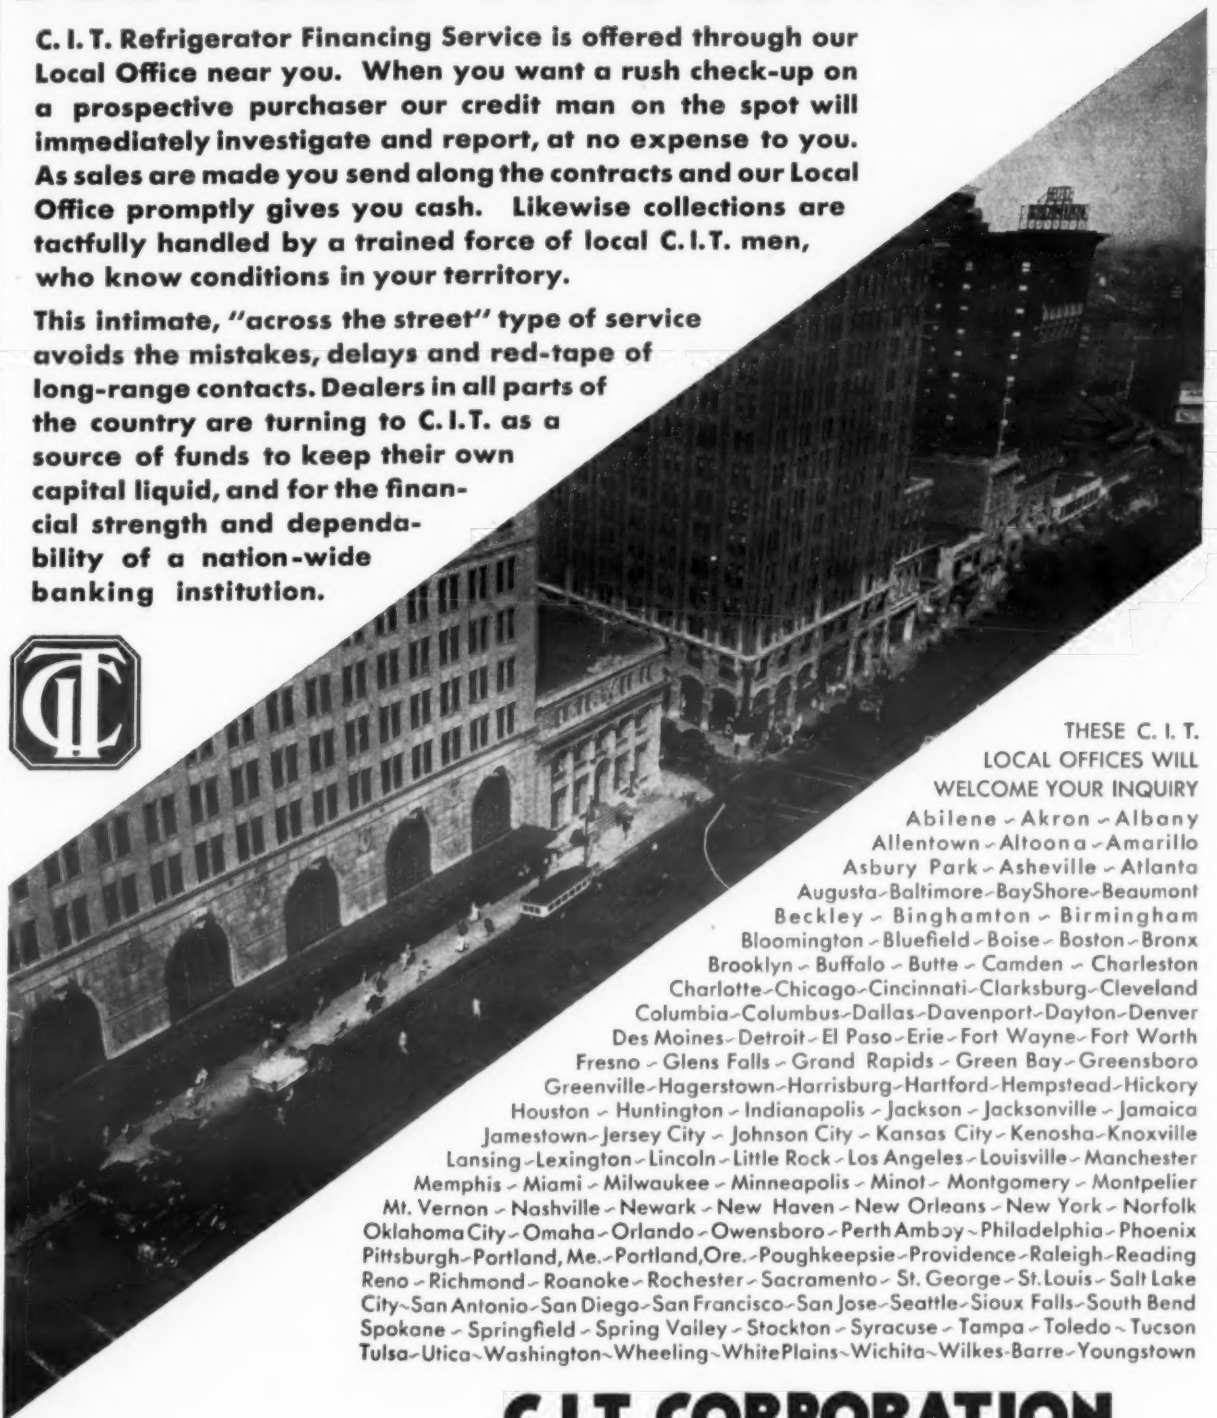 C. I. T. Refrigerator Financing Service is offered through our
Local Office near you. When you want a rush check-up on
a prospective purchaser our credit man on the spot will
immediately investigate and report, at no expense to you.
As sales are made you send along the contracts and our Local
Office promptly gives you cash. Likewise collections are
tactfully handled by a trained force of local C.I.T. men,
who know conditions in your territory.
This intimate, "across the street" type of service
avoids the mistakes, delays and red-tape of
long-range contacts. Dealers in all parts of
the country are turning to C.I.T. as a
source of funds to keep their own
capital liquid, and for the finan-
cial strength and depend­a-
bility of a nation-wide
banking institution.
CIT
THESE C. I. T.
LOCAL OFFICES WILL
WELCOME YOUR INQUIRY
Abilene ~ Akron ~ Albany
Allentown ~ Altoona ~ Amarillo
Asbury Park ~ Asheville ~ Atlanta
Augusta ~ Baltimore ~ BayShore ~ Beaumont
Beckley ~ Binghamton ~ Birmingham
Bloomington ~ Bluefield ~ Boise ~ Boston ~ Bronx
Brooklyn ~ Buffalo ~ Butte ~ Camden ~ Charleston
Charlotte ~ Chicago ~ Cincinnati ~ Clarksburg ~ Cleveland
Columbia ~ Columbus ~ Dallas ~ Davenport ~ Dayton ~ Denver
Des Moines ~ Detroit ~ El Paso ~ Erie ~ Fort Wayne ~ Fort Worth
Fresno ~ Glens Falls ~ Grand Rapids ~ Green Bay ~ Greensboro
Greenville ~ Hagerstown ~ Harrisburg ~ Hartford ~ Hempstead ~ Hickory
Houston ~ Huntington ~ Indianapolis ~ Jackson ~ Jacksonville ~ Jamaica
Jamestown ~ Jersey City ~ Johnson City ~ Kansas City ~ Kenosha ~ Knoxville
Lansing ~ Lexington ~ Lincoln ~ Little Rock ~ Los Angeles ~ Louisville ~ Manchester
Memphis ~ Miami ~ Milwaukee ~ Minneapolis ~ Minot ~ Montgomery ~ Montpelier
Mt. Vernon ~ Nashville ~ Newark ~ New Haven ~ New Orleans ~ New York ~ Norfolk
Oklahoma City ~ Omaha ~ Orlando ~ Owensboro ~ Perth Amboy ~ Philadelphia ~ Phoenix
Pittsburgh ~ Portland, Me. ~ Portland, Ore. ~ Poughkeepsie ~ Providence ~ Raleigh ~ Reading
Reno ~ Richmond ~ Roanoke ~ Rochester ~ Sacramento ~ St. George ~ St. Louis ~ Salt Lake
City ~ San Antonio ~ San Diego ~ San Francisco ~ San Jose ~ Seattle ~ Sioux Falls ~ South Bend
Spokane ~ Springfield ~ Spring Valley ~ Stockton ~ Syracuse ~ Tampa ~ Toledo ~ Tucson
Tulsa ~ Utica ~ Washington ~ Wheeling ~ White Plains ~ Wichita ~ Wilkes-Barre ~ Youngstown
C.I.T. CORPORATION